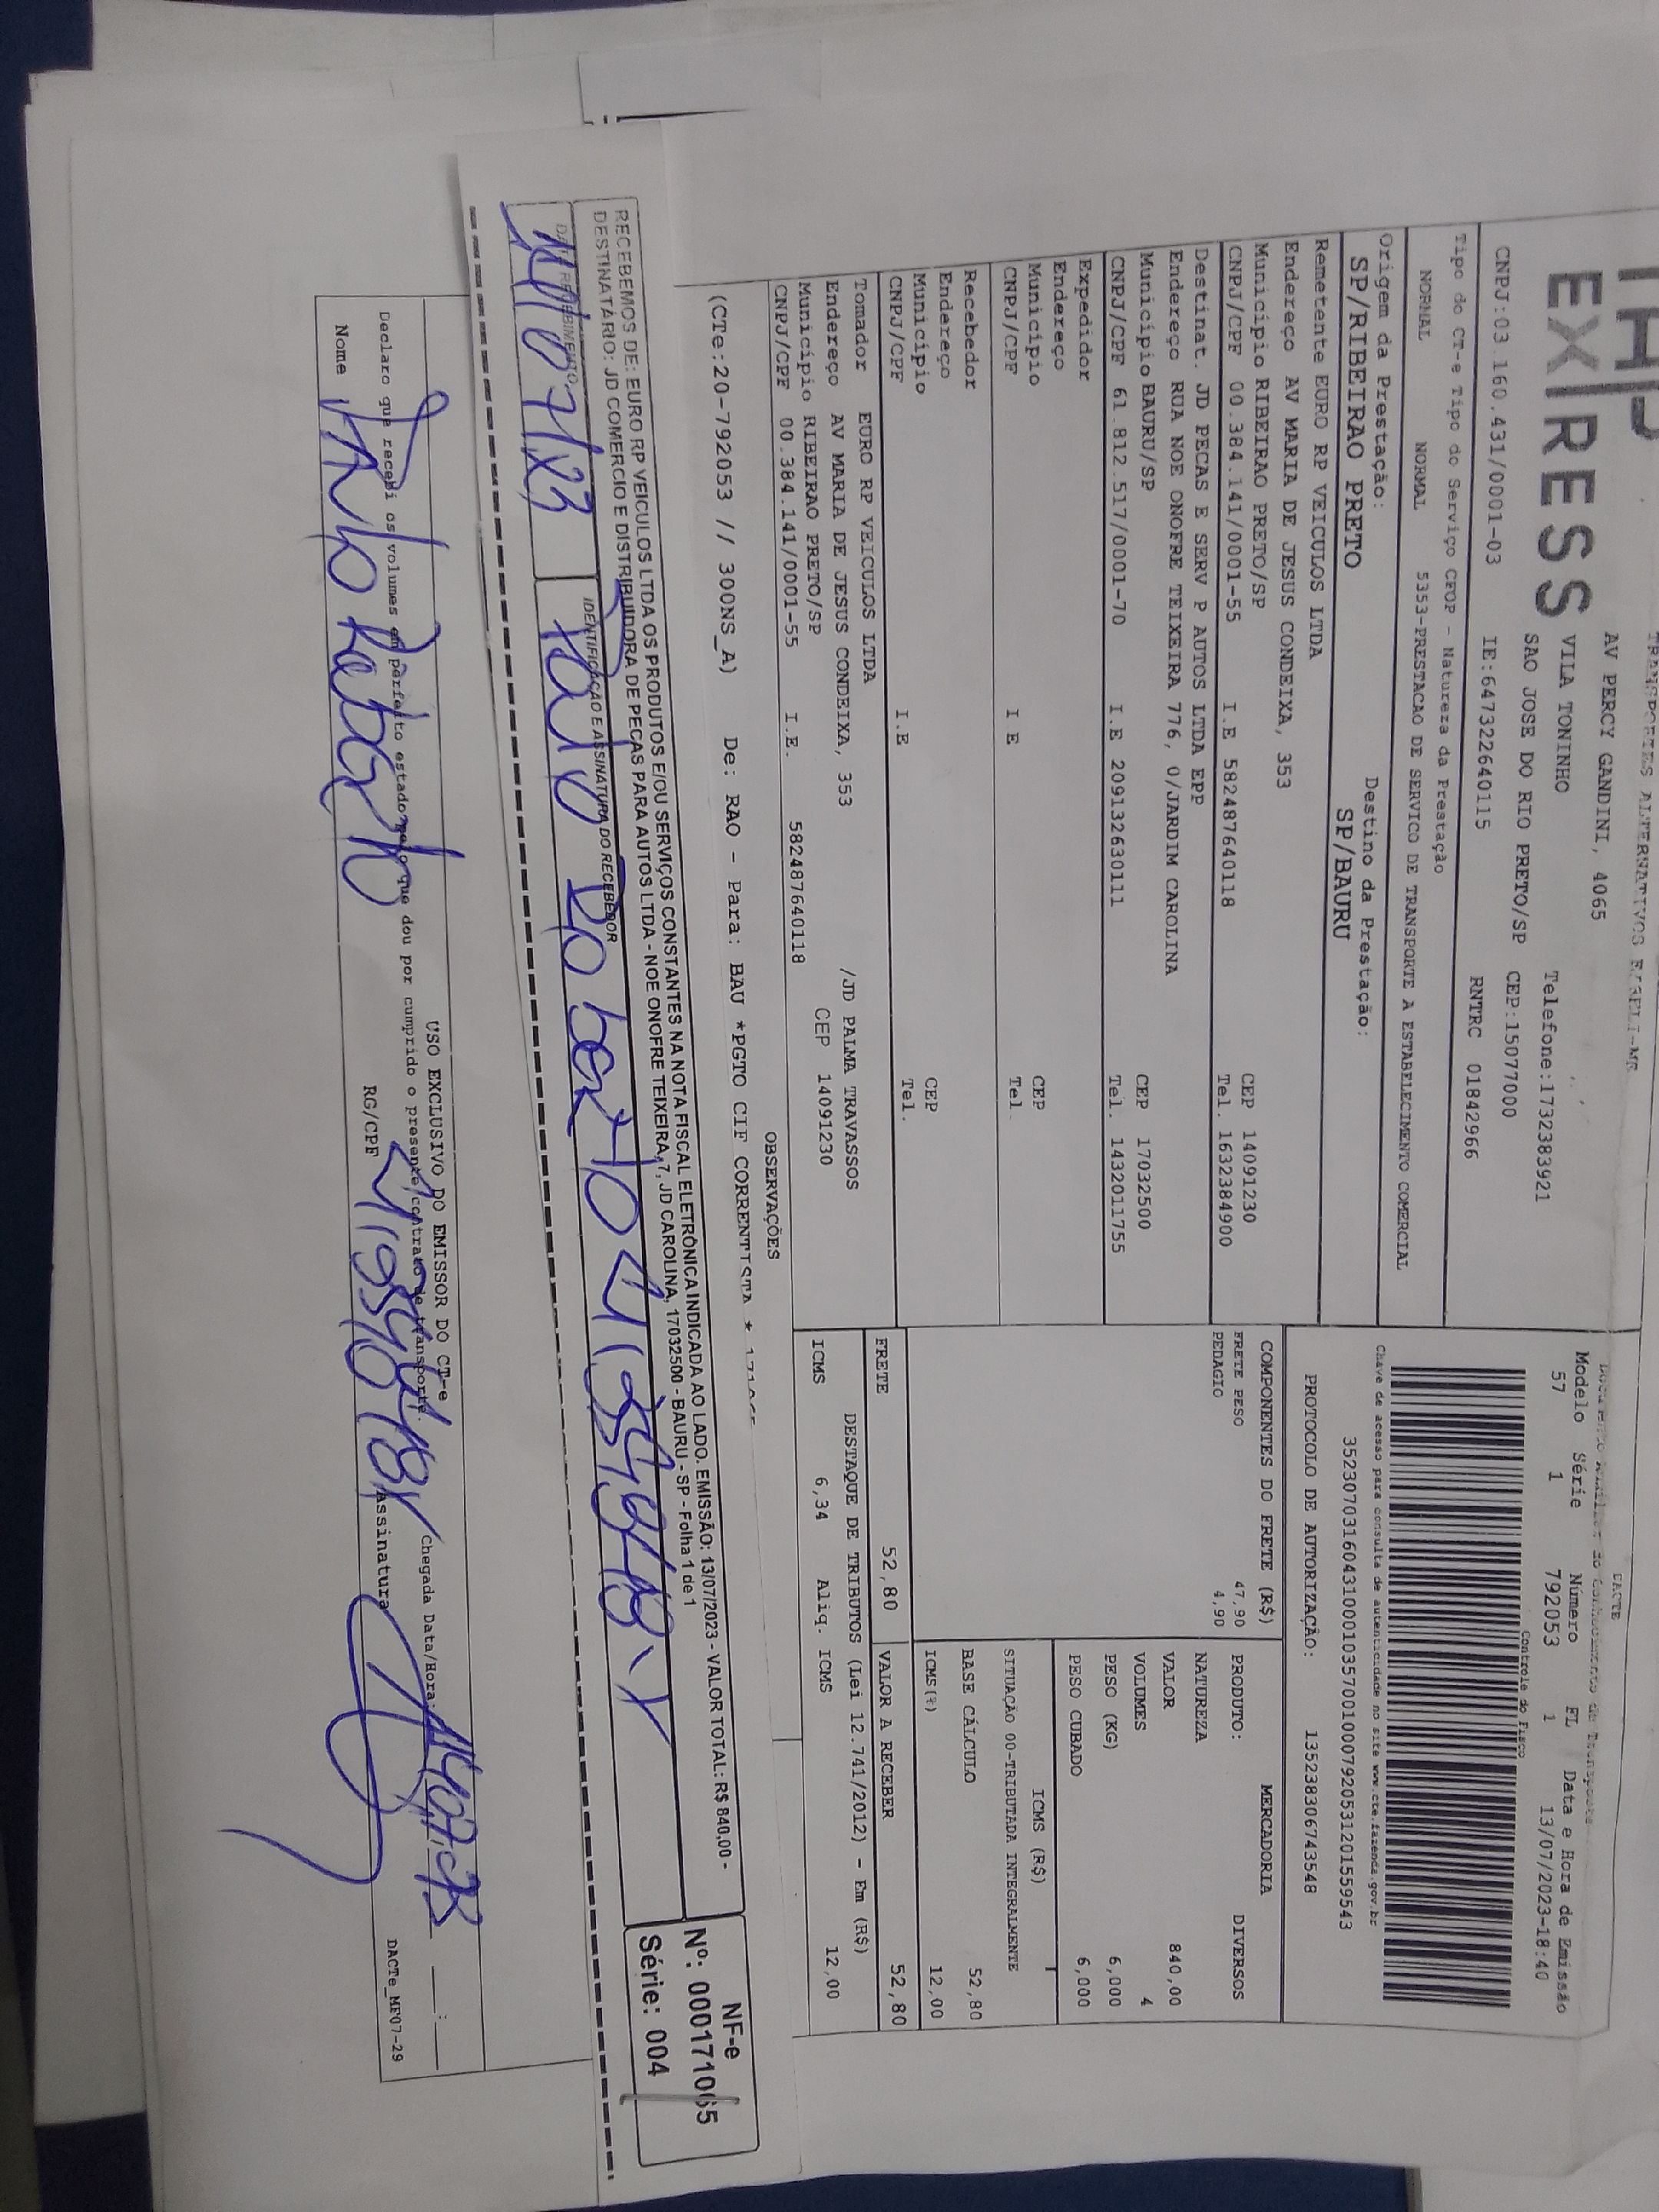 EXPRESS
AV PERCY GANDINI, 4065
VILA TONINHO
SAO JOSE DO RIO PRETO/SP
Telefone:1732383921
CEP:15077000
CNPJ:03.160.431/0001-03 IE:647322640115 RNTRC 01842966
Tipo do CT-e Tipo do Serviço CFOP - Natureza da Prestação
NORMAL NORMAL 5353-PRESTACAO DE SERVICO DE TRANSPORTE A ESTABELECIMENTO COMERCIAL
Origem da Prestação: Destino da Prestação:
SP/RIBEIRAO PRETO SP/BAURU
Remetente EURO RP VEICULOS LTDA
Endereço AV MARIA DE JESUS CONDEIXA, 353
Município RIBEIRAO PRETO/SP CEP 14091230
CNPJ/CPF 00.384.141/0001-55 I.E 582487640118 Tel. 1632384900
Destinat. JD PECAS E SERV P AUTOS LTDA EPP
Endereço RUA NOE ONOFRE TEIXEIRA 776, 0/JARDIM CAROLINA
Município BAURU/SP CEP 17032500
CNPJ/CPF 61.812.517/0001-70 I.E 209132630111 Tel. 1432011755
Expedidor
Endereço
Município CEP
CNPJ/CPF I E Tel.
Recebedor
Endereço
Município CEP
CNPJ/CPF I.E Tel.
Tomador EURO RP VEICULOS LTDA
Endereço AV MARIA DE JESUS CONDEIXA, 353 /JD PALMA TRAVASSOS
Município RIBEIRAO PRETO/SP CEP 14091230
CNPJ/CPF 00.384.141/0001-55 I.E. 582487640118
DACTE
Modelo Série Número FL Data e Hora de Emissão
57 1 792053 1 13/07/2023-18:40
Controle do Fisco
Chave de acesso para consulta de autenticidade no site www.cte.fazenda.gov.br
35230703160431000103570010007920531201559543
PROTOCOLO DE AUTORIZAÇÃO: 135238306743548
COMPONENTES DO FRETE (R$)
FRETE PESO 47,90
PEDAGIO 4,90
MERCADORIA
PRODUTO: DIVERSOS
NATUREZA
VALOR 840,00
VOLUMES 4
PESO (KG) 6,000
PESO CUBADO 6,000
ICMS (R$)
SITUAÇÃO 00-TRIBUTADA INTEGRALMENTE
BASE CÁLCULO 52,80
ICMS(%) 12,00
FRETE 52,80 VALOR A RECEBER 52,80
DESTAQUE DE TRIBUTOS (Lei 12.741/2012) - Em (R$)
ICMS 6,34 Aliq. ICMS 12,00
OBSERVAÇÕES
(CTe:20-792053 // 300NS_A) De: RAO - Para: BAU *PGTO CIF CORRENTISTA *
RECEBEMOS DE: EURO RP VEICULOS LTDA OS PRODUTOS E/OU SERVIÇOS CONSTANTES NA NOTA FISCAL ELETRÔNICA INDICADA AO LADO. EMISSÃO: 13/07/2023 - VALOR TOTAL: R$ 840,00 -
DESTINATÁRIO: JD COMERCIO E DISTRIBUIDORA DE PECAS PARA AUTOS LTDA - NOE ONOFRE TEIXEIRA,7, JD CAROLINA, 17032500 - BAURU - SP - Folha 1 de 1
NF-e
Nº: 000171065
Série: 004
IDENTIFICAÇÃO E ASSINATURA DO RECEBEDOR
USO EXCLUSIVO DO EMISSOR DO CT-e
Declaro que recebi os volumes em perfeito estado pelo que dou por cumprido o presente contrato de transporte.
Chegada Data/Hora:
Nome RG/CPF Assinatura
DACTe_MF07-29